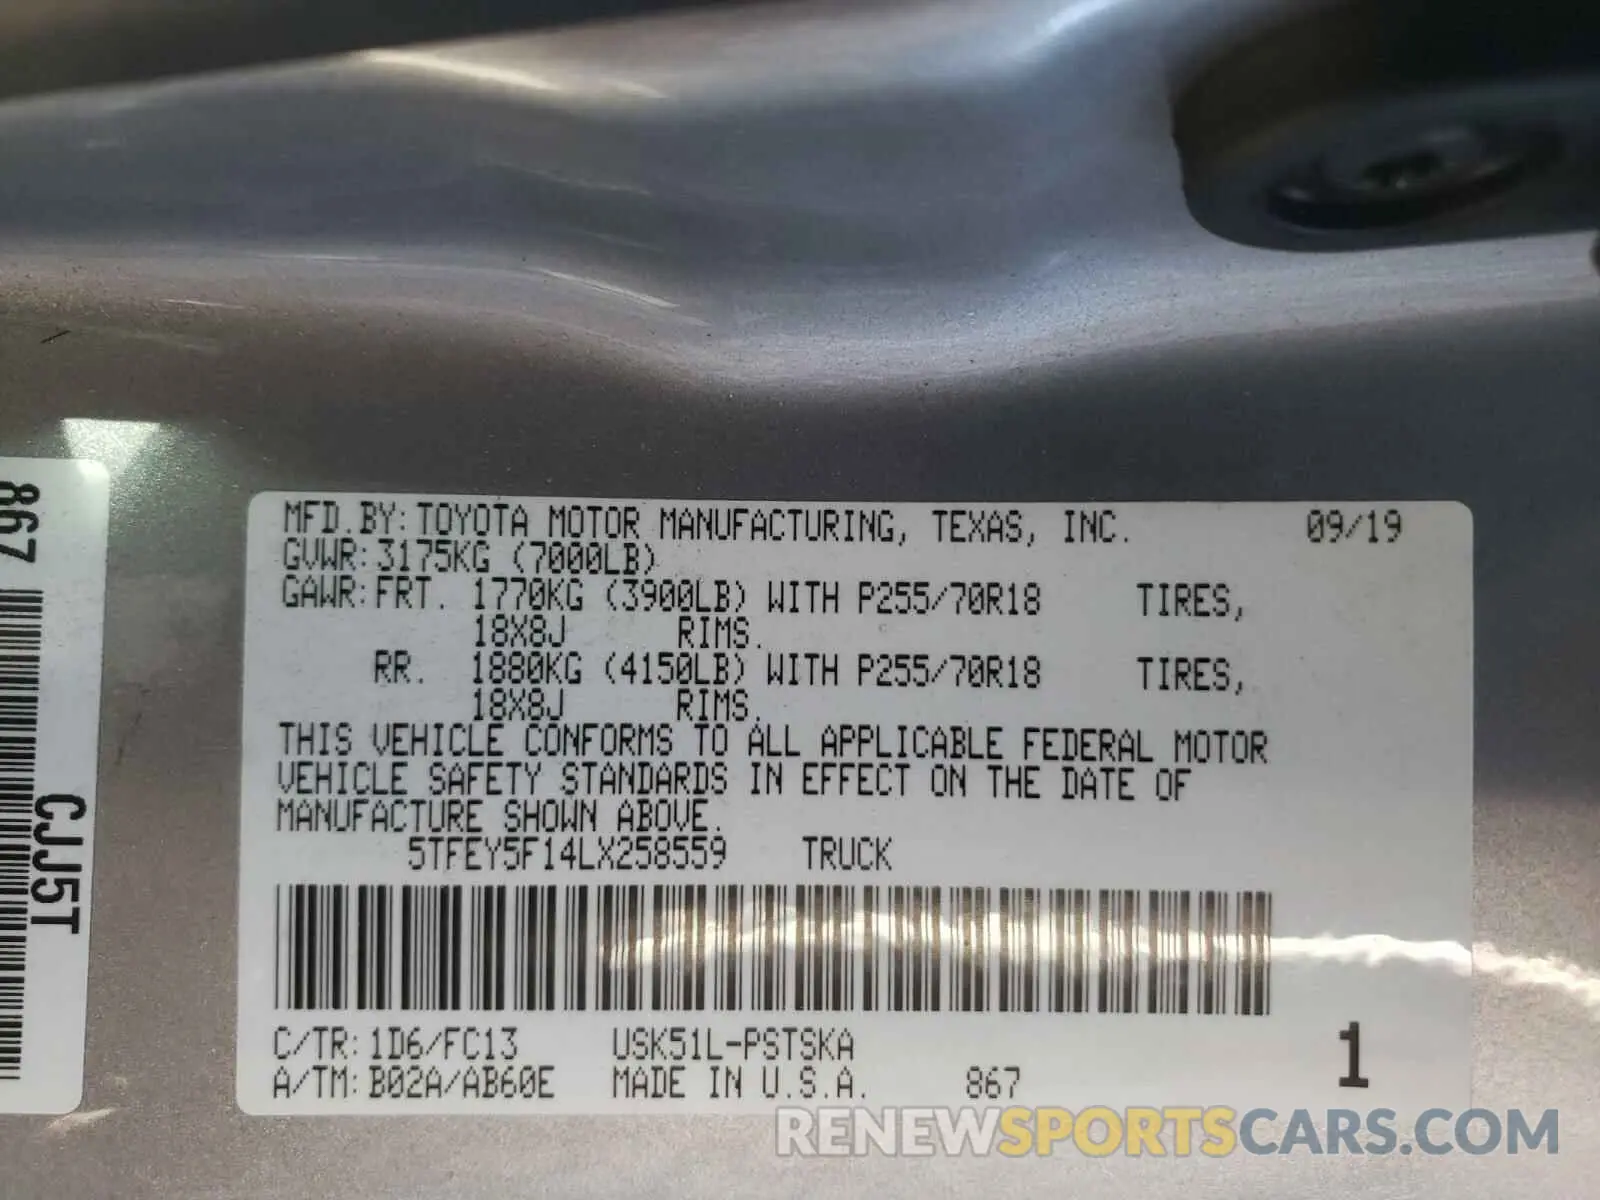 MFD.BY:TOYOTA MOTOR MANUFACTURING, TEXAS, INC. 09/19
GVWR:3175KG (7000LB)
GAWR:FRT. 1770KG (3900LB) WITH P255/70R18 TIRES,
18X8J RIMS.
RR. 1880KG (4150LB) WITH P255/70R18 TIRES,
18X8J RIMS.
THIS VEHICLE CONFORMS TO ALL APPLICABLE FEDERAL MOTOR
VEHICLE SAFETY STANDARDS IN EFFECT ON THE DATE OF
MANUFACTURE SHOWN ABOVE.
5TFEY5F14LX258559 TRUCK
C/TR:1D6/FC13 USK51L-PSTSKA
A/TM:B02A/AB60E MADE IN U.S.A. 867
1
867
CJJ5T
RENEWSPORTSCARS.COM